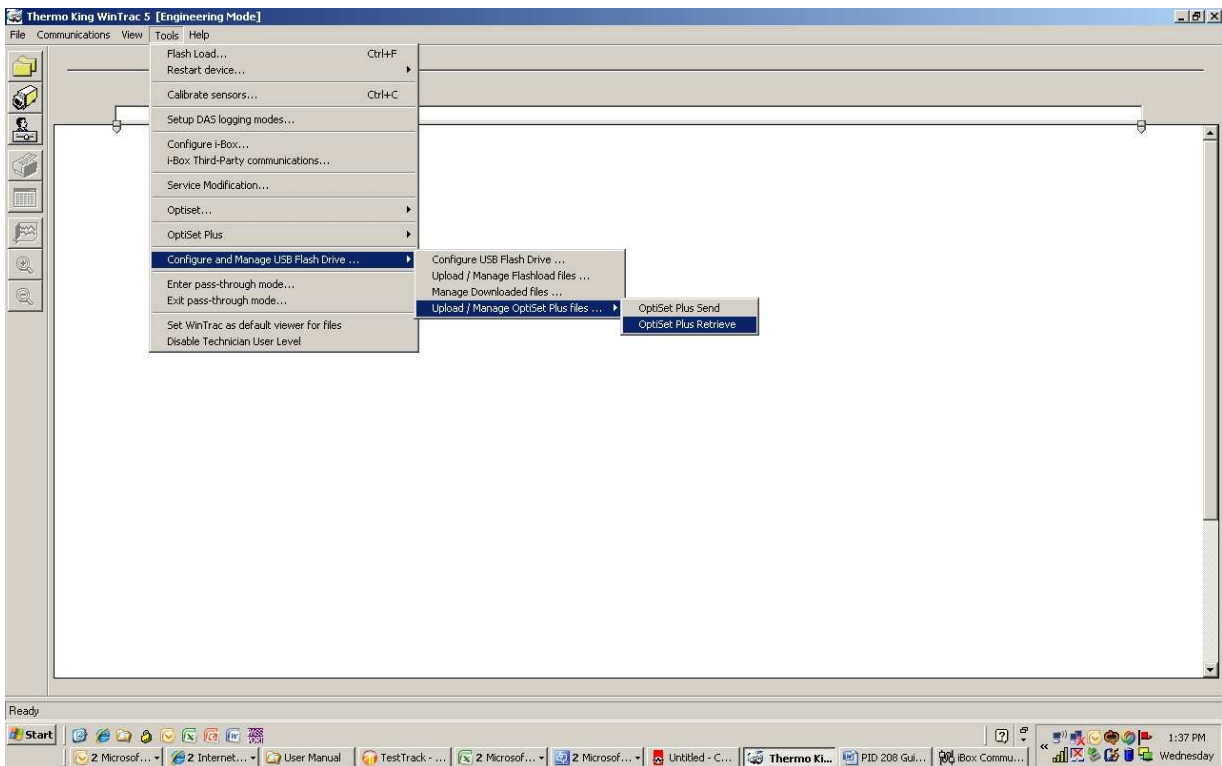 Thermo King WinTrac 5 [Engineering Mode]
File Communications View Tools Help
Flash Load... Ctrl+F
Restart device...
Calibrate sensors... Ctrl+C
Setup DAS logging modes...
Configure i-Box...
i-Box Third-Party communications...
Service Modification...
Optiset...
OptiSet Plus
Configure and Manage USB Flash Drive ...
Enter pass-through mode...
Exit pass-through mode...
Set WinTrac as default viewer for files
Disable Technician User Level
Configure USB Flash Drive ...
Upload / Manage Flashload files ...
Manage Downloaded files ...
Upload / Manage OptiSet Plus files ...
OptiSet Plus Send
OptiSet Plus Retrieve
Ready
Start
1:37 PM
2 Microsof... 2 Internet... User Manual TestTrack - ... 2 Microsof... 2 Microsof... Untitled - C... Thermo Ki... PID 208 Gui... iBox Commu... Wednesday